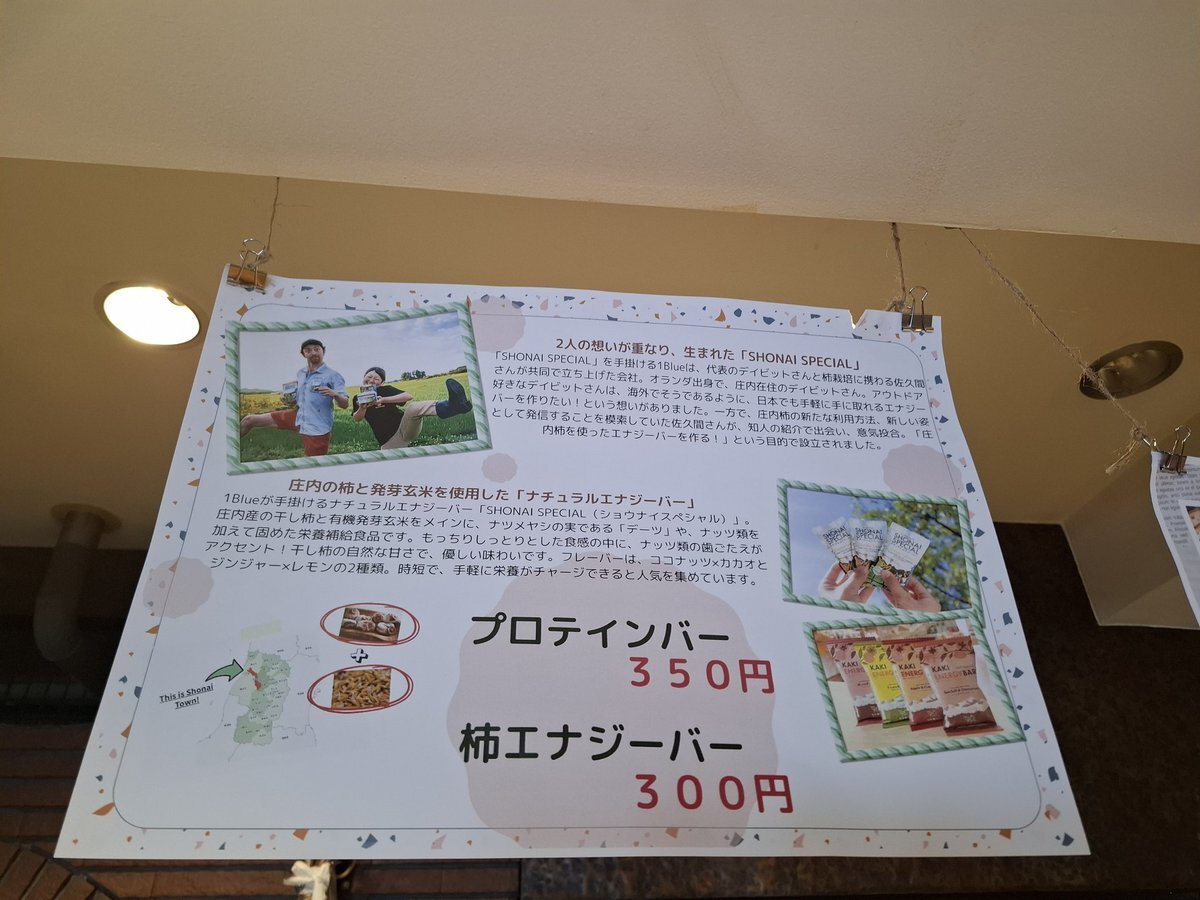 2人の想いが重なり、生まれた「SHONAI SPECIAL」
「SHONAI SPECIAL」を手掛ける1Blueは、代表のデイビットさんと柿栽培に携わる佐久間
さんが共同で立ち上げた会社。オランダ出身で、庄内在住のデイビットさん。アウトドア
好きなデイビットさんは、海外でそうであるように、日本でも手軽に手に取れるエナジー
バーを作りたい！という想いがありました。一方で、庄内柿の新たな利用方法、新しい姿
として発信することを模索していた佐久間さんが、知人の紹介で出会い、意気投合。「庄
内柿を使ったエナジーバーを作る！」という目的で設立されました。
庄内の柿と発芽玄米を使用した「ナチュラルエナジーバー」
1Blueが手掛けるナチュラルエナジーバー「SHONAI SPECIAL（ショウナイスペシャル）」。
庄内産の干し柿と有機発芽玄米をメインに、ナツメヤシの実である「デーツ」や、ナッツ類を
加えて固めた栄養補給食品です。もっちりしっとりとした食感の中に、ナッツ類の歯ごたえが
アクセント！干し柿の自然な甘さで、優しい味わいです。フレーバーは、ココナッツ×カカオと
ジンジャー×レモンの2種類。時短で、手軽に栄養がチャージできると人気を集めています。
SHONAI
SPECIAL
SHONAI
SPECIAL
This is Shonai
Town!
+
プロテインバー
３５０円
柿エナジーバー
３００円
KAKI
ENERGY
KAKI
ENERG
KAKI
ENERGY
KAKI
ENERGYBAR